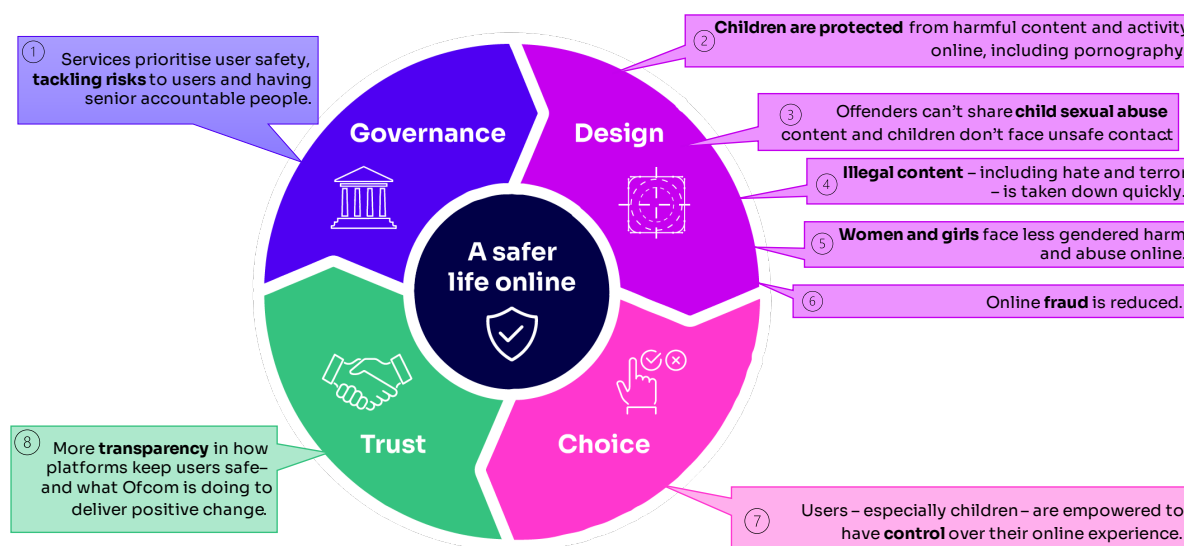 1
Services prioritise user safety,
tackling risks to users and having
senior accountable people.
2
Children are protected from harmful content and activity
online, including pornography.
3
Offenders can’t share child sexual abuse
content and children don’t face unsafe contact
4
Illegal content – including hate and terror
– is taken down quickly.
5
Women and girls face less gendered harm
and abuse online.
6
Online fraud is reduced.
Governance
Design
A safer
life online
Trust
Choice
7
Users – especially children – are empowered to
have control over their online experience.
8
More transparency in how
platforms keep users safe–
and what Ofcom is doing to
deliver positive change.